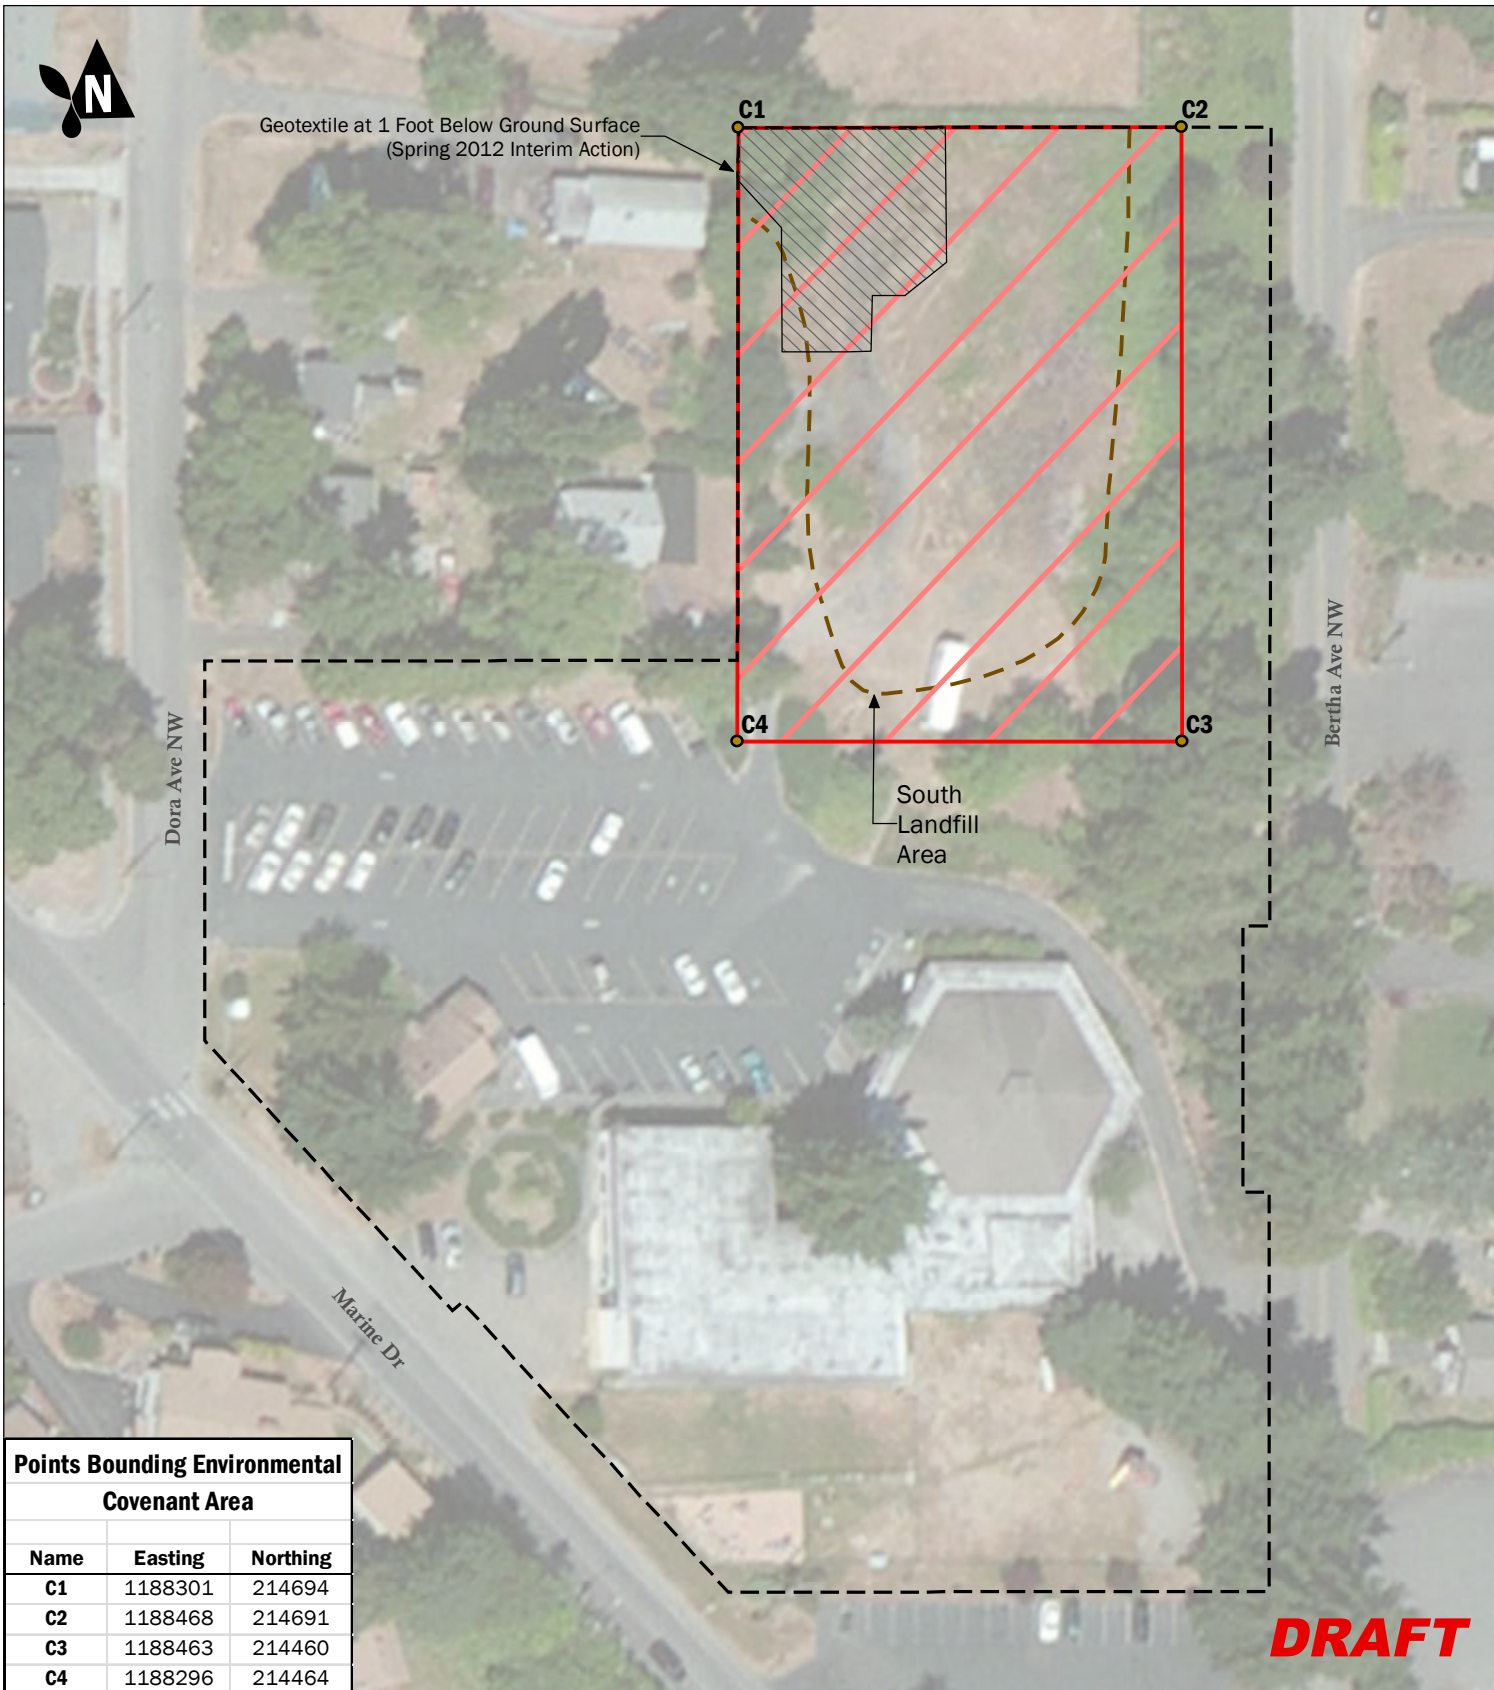 N
C1
C2
Geotextile at 1 Foot Below Ground Surface
(Spring 2012 Interim Action)
Bertha Ave NW
Dora Ave NW
C4
C3
South
Landfill
Area
Marine Dr
Points Bounding Environmental
Covenant Area
Name Easting Northing
C1 1188301 214694
C2 1188468 214691
C3 1188463 214460
C4 1188296 214464
DRAFT